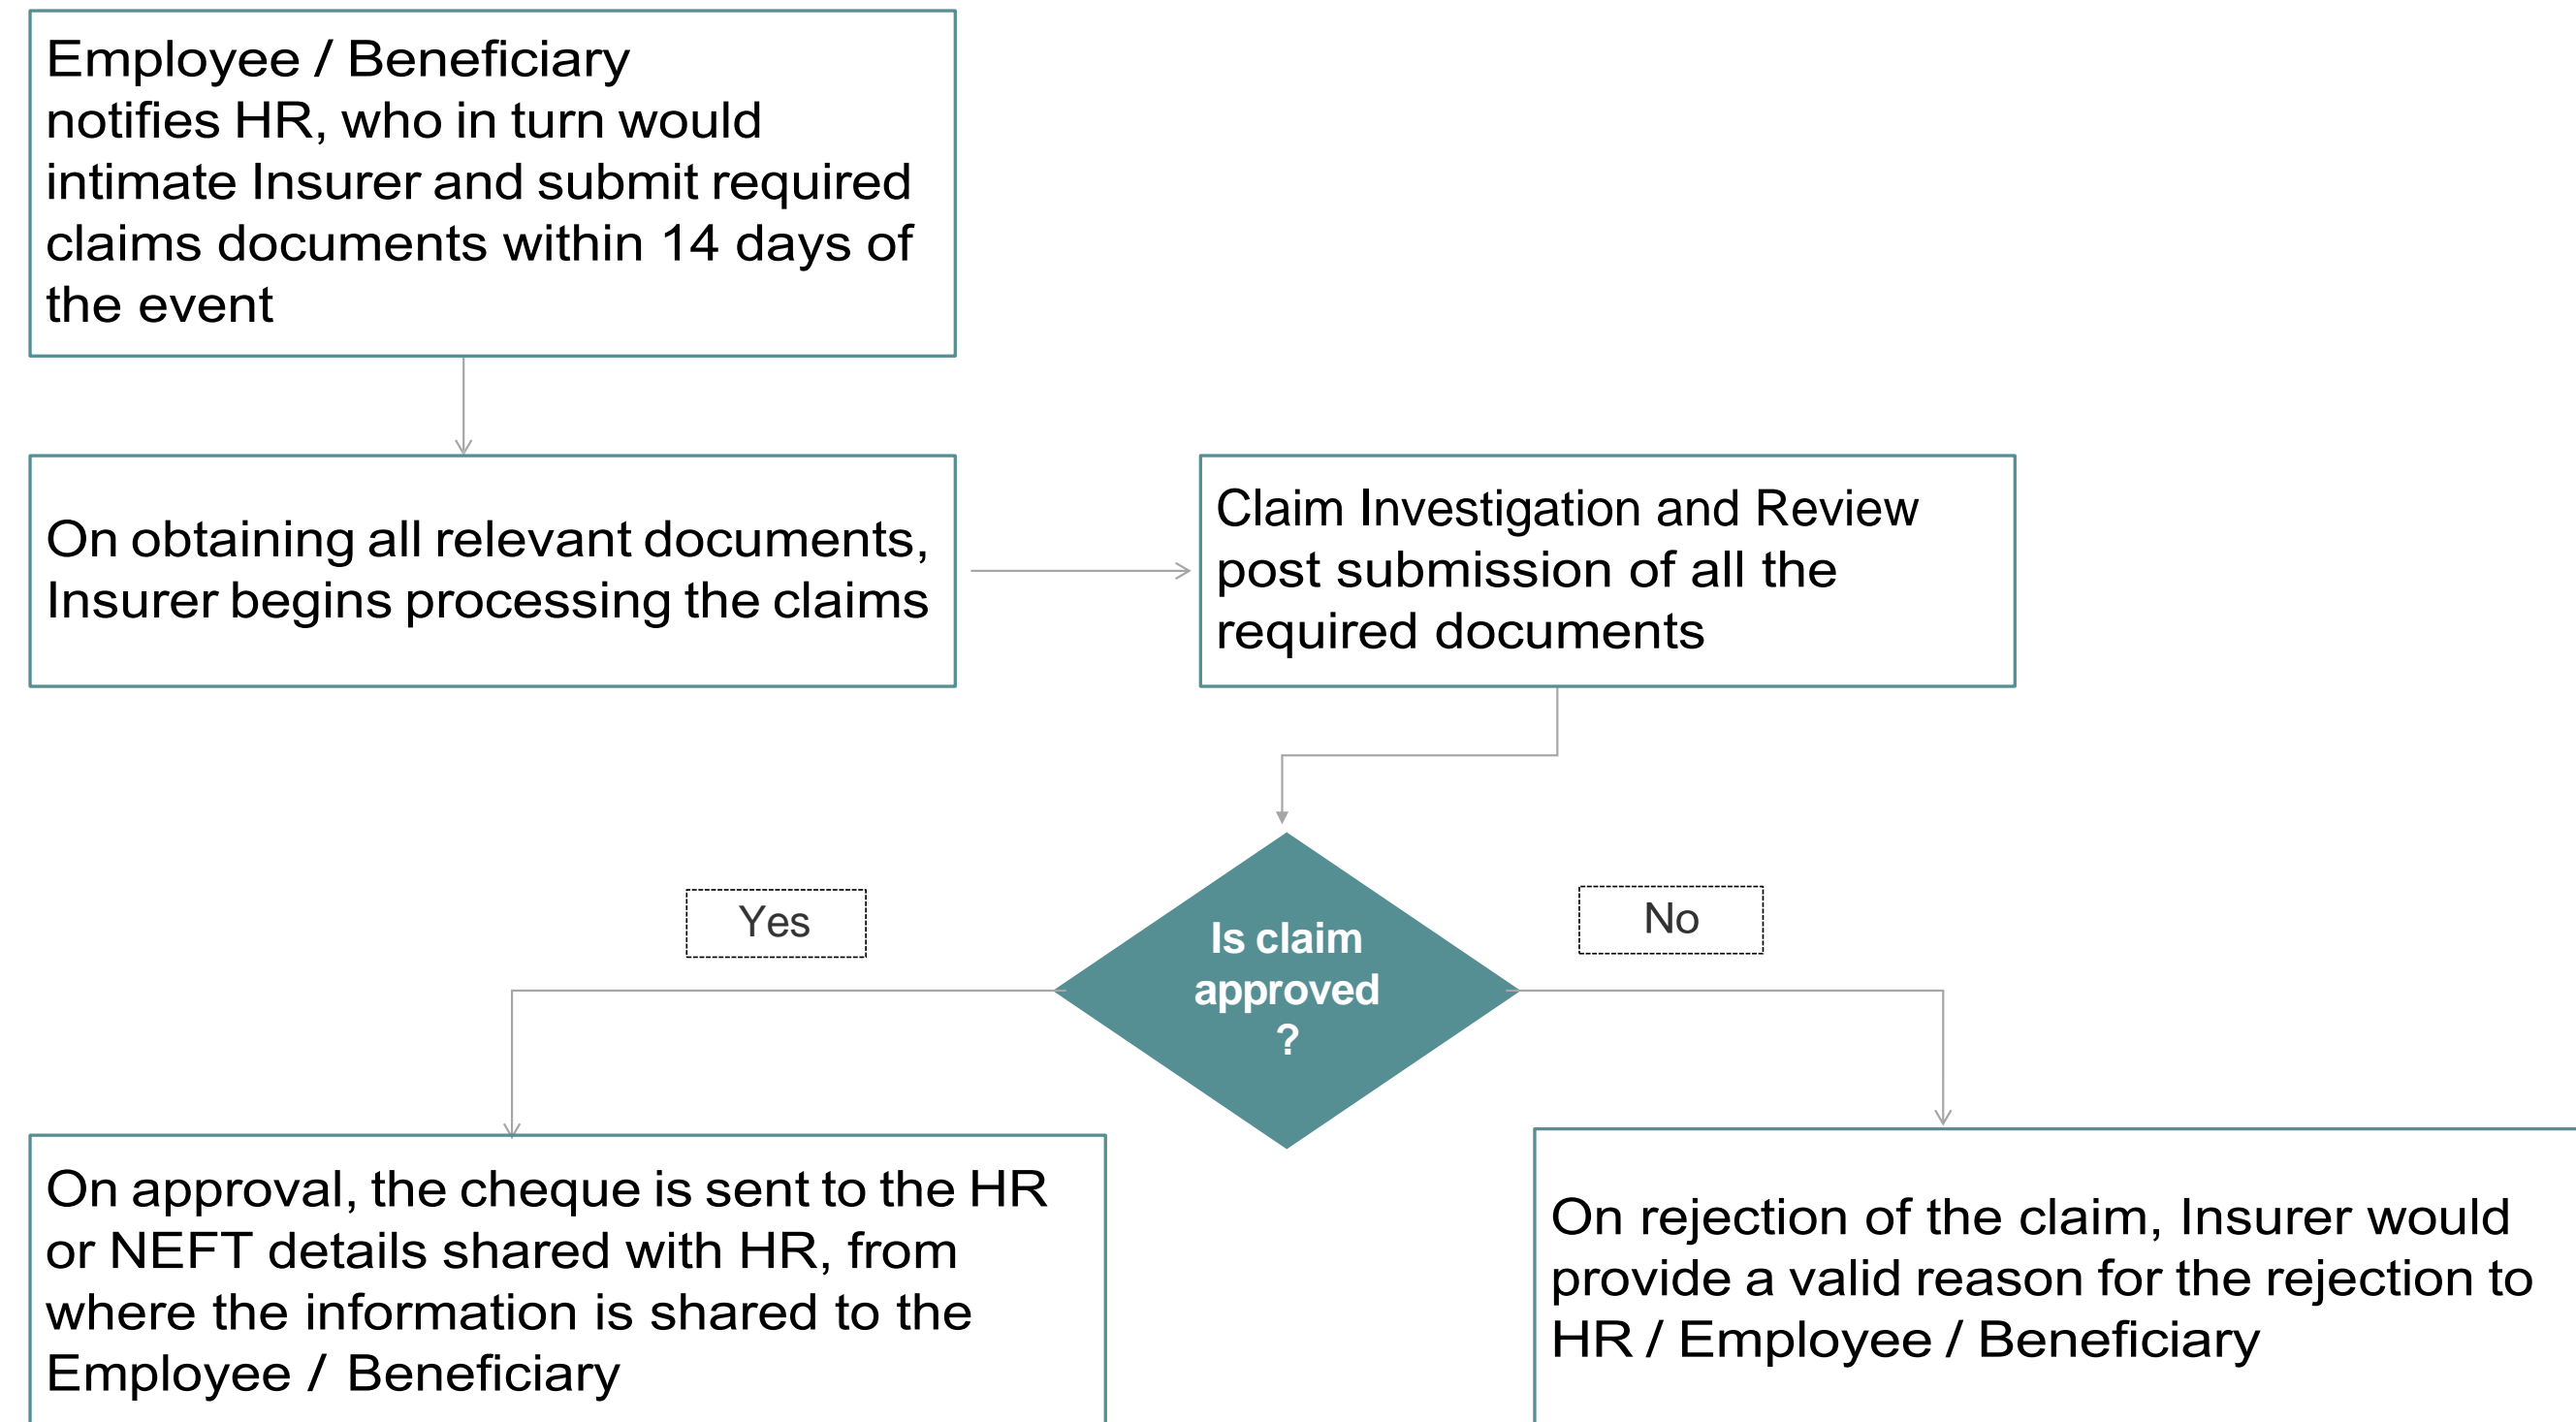 Employee / Beneficiary
notifies HR, who in turn would
intimate Insurer and submit required
claims documents within 14 days of
the event
On obtaining all relevant documents,
Insurer begins processing the claims
Claim Investigation and Review
post submission of all the
required documents
Is claim
approved
?
Yes
No
On approval, the cheque is sent to the HR
or NEFT details shared with HR, from
where the information is shared to the
Employee / Beneficiary
On rejection of the claim, Insurer would
provide a valid reason for the rejection to
HR / Employee / Beneficiary